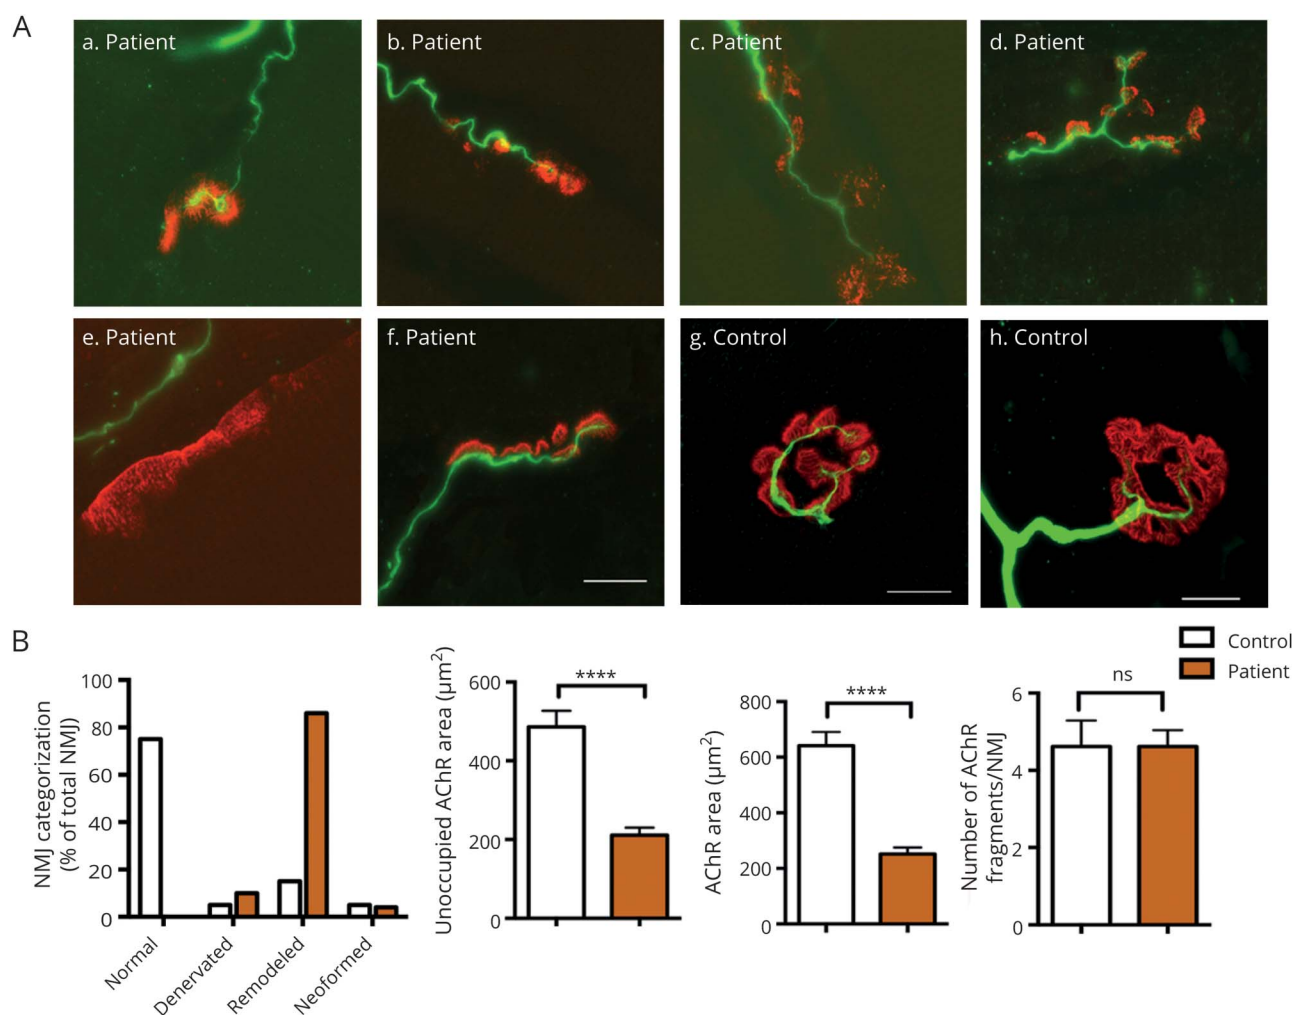 A
a. Patient
b. Patient
c. Patient
d. Patient
e. Patient
f. Patient
g. Control
h. Control
B
Control
Patient
NMJ categorization
(% of total NMJ)
100
80
60
40
20
0
Normal
Denervated
Remodeled
Neoformed
Unoccupied AChR area (µm²)
600
400
200
0
****
AChR area (µm²)
800
600
400
200
0
****
Number of AChR
fragments/NMJ
6
4
2
0
ns